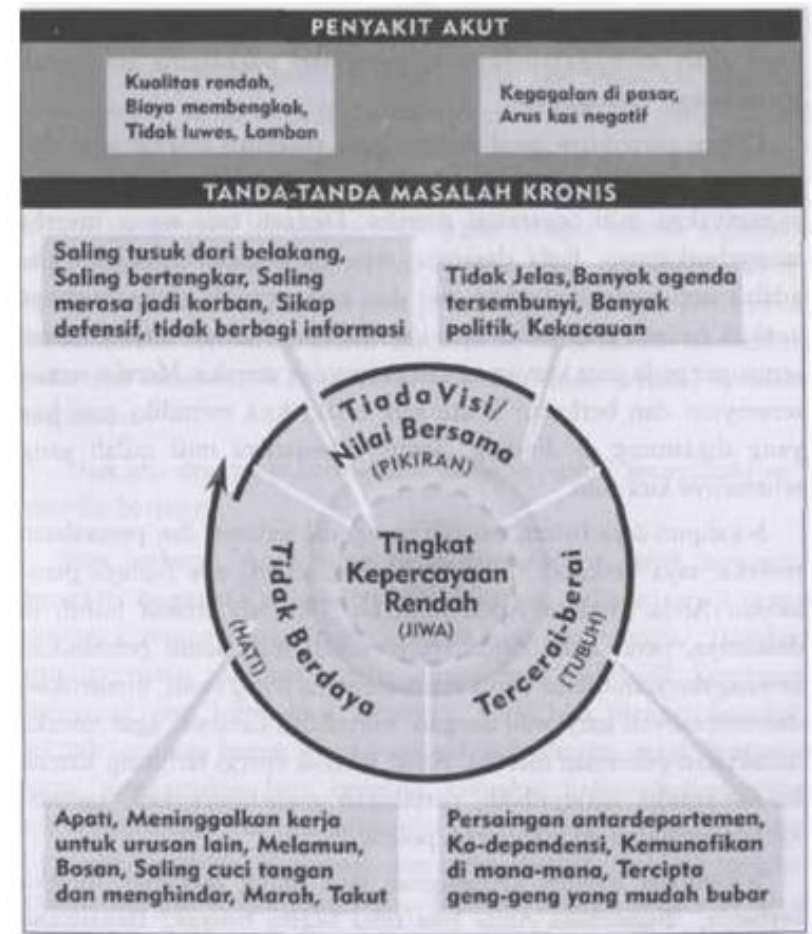 PENYAKIT AKUT
Kualitas rendah,
Biaya membengkak,
Tidak luwes, Lamban
Kegagalan di pasar,
Arus kas negatif
TANDA-TANDA MASALAH KRONIS
Saling tusuk dari belakang,
Saling bertengkar, Saling
merasa jadi korban, Sikap
defensif, tidak berbagi informasi
Tidak Jelas,Banyak agenda
tersembunyi, Banyak
politik, Kekacauan
Tiada Visi/
Nilai Bersama
(PIKIRAN)
Tingkat
Kepercayaan
Rendah
(JIWA)
Tidak Berdaya
(HATI)
Tercerai-berai
(TUBUH)
Apati, Meninggalkan kerja
untuk urusan lain, Melamun,
Bosan, Saling cuci tangan
dan menghindar, Marah, Takut
Persaingan antardepartemen,
Ko-dependensi, Kemunafikan
di mana-mana, Tercipta
geng-geng yang mudah bubar